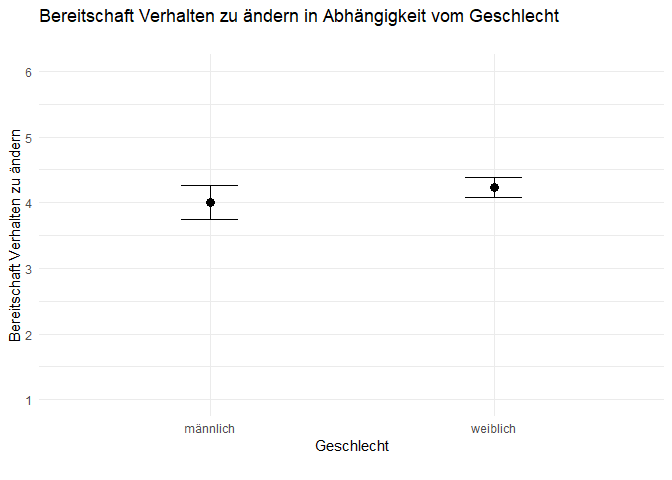 Bereitschaft Verhalten zu ändern in Abhängigkeit vom Geschlecht
Bereitschaft Verhalten zu ändern
6
5
4
3
2
1
männlich
weiblich
Geschlecht